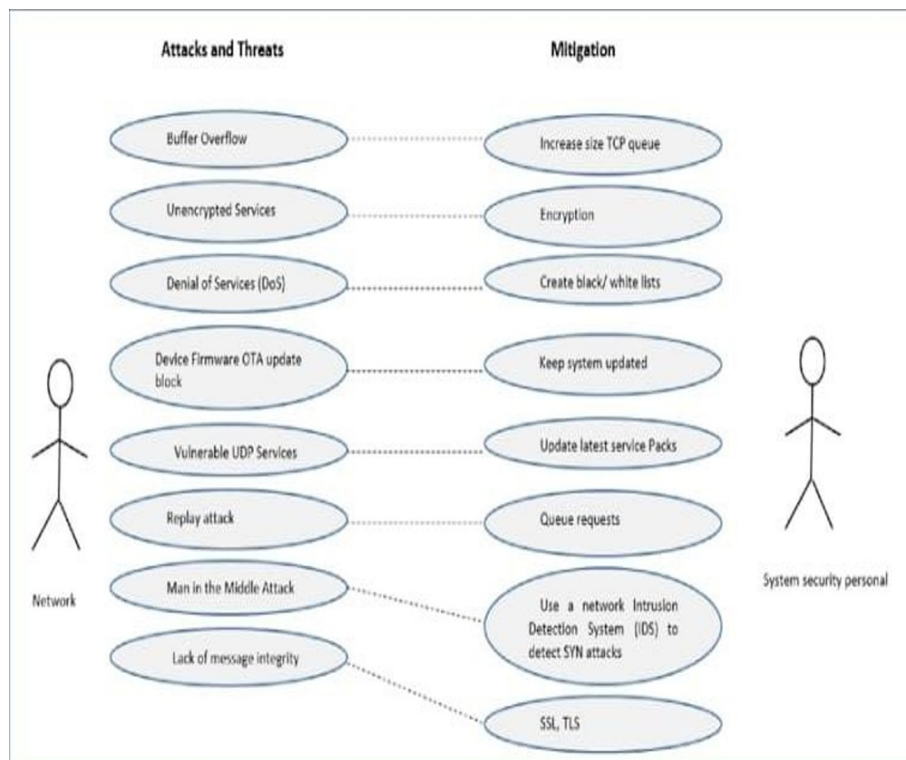 Attacks and Threats
Mitigation
Buffer Overflow
Increase size TCP queue
Unencrypted Services
Encryption
Denial of Services (DoS)
Create black/ white lists
Device Firmware OTA update
block
Keep system updated
Vulnerable UDP Services
Update latest service Packs
Replay attack
Queue requests
Man in the Middle Attack
Use a network Intrusion
Detection System (IDS) to
detect SYN attacks
Lack of message integrity
SSL, TLS
Network
System security personal